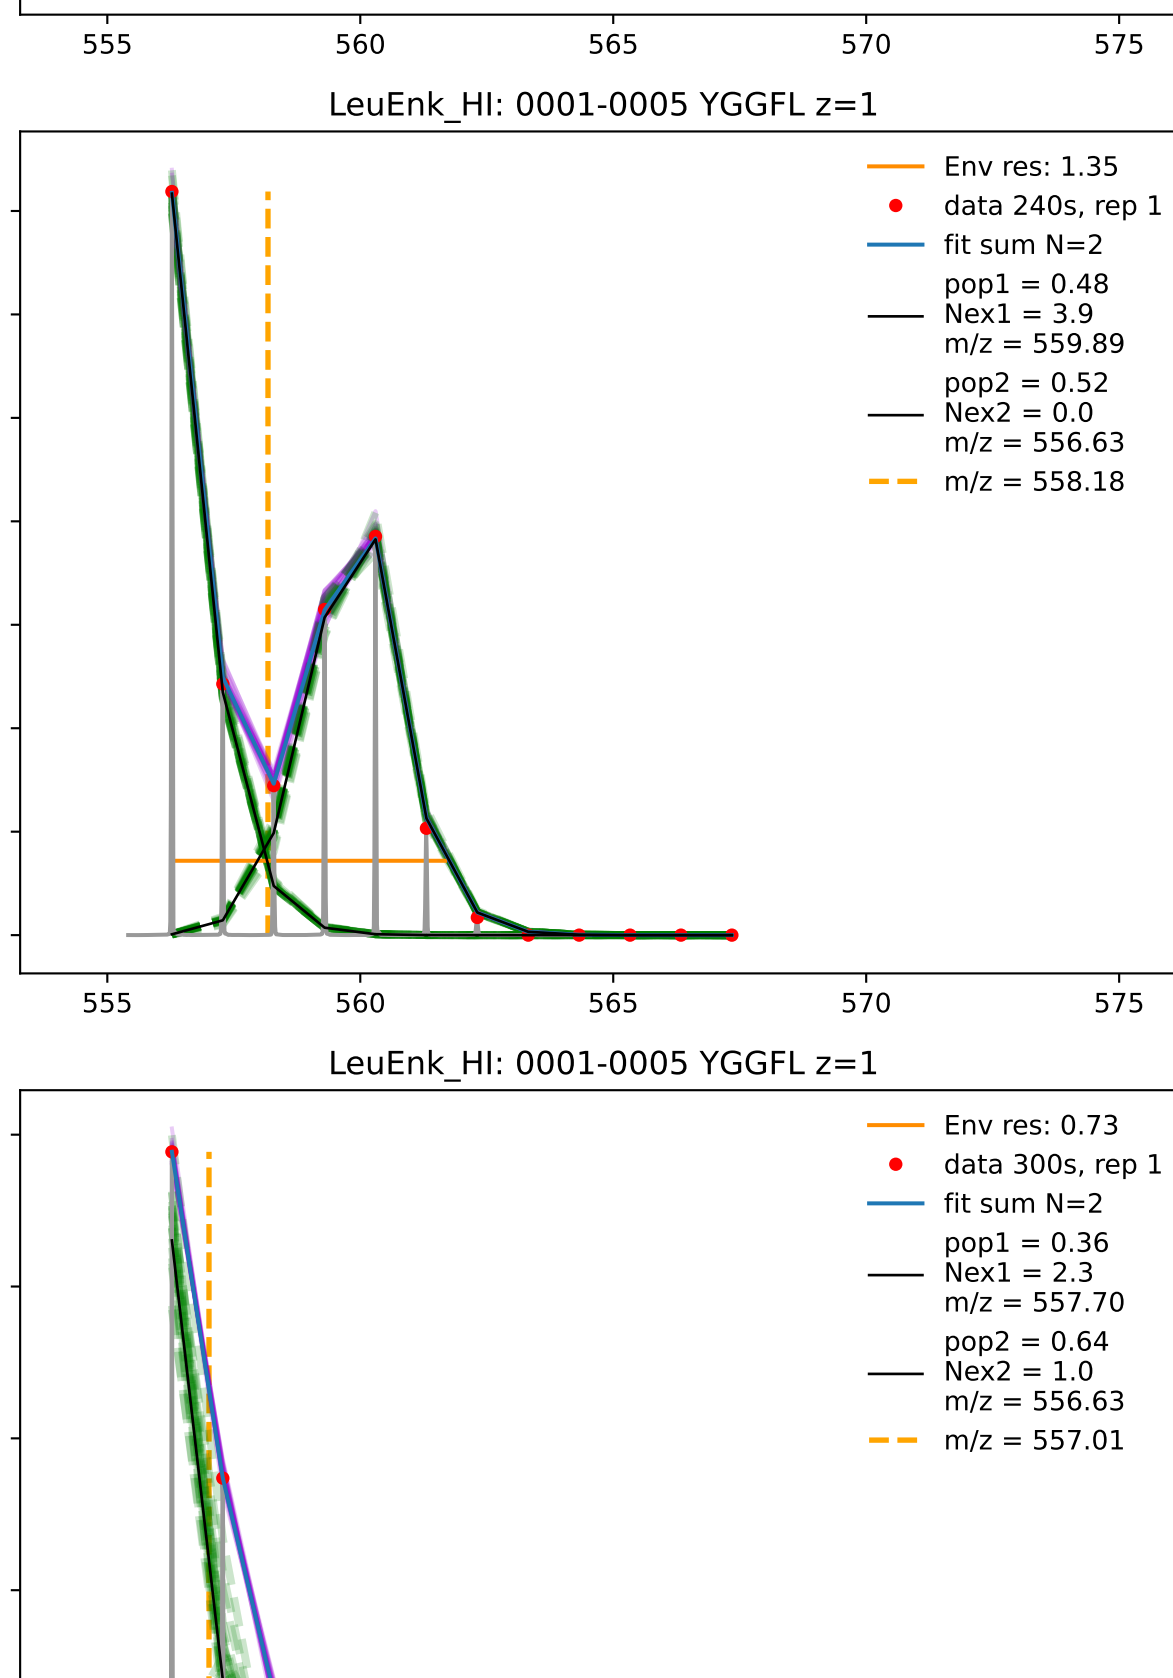 555 560 565 570 575
LeuEnk_HI: 0001-0005 YGGFL z=1
Env res: 1.35
data 240s, rep 1
fit sum N=2
pop1 = 0.48
Nex1 = 3.9
m/z = 559.89
pop2 = 0.52
Nex2 = 0.0
m/z = 556.63
m/z = 558.18
555 560 565 570 575
LeuEnk_HI: 0001-0005 YGGFL z=1
Env res: 0.73
data 300s, rep 1
fit sum N=2
pop1 = 0.36
Nex1 = 2.3
m/z = 557.70
pop2 = 0.64
Nex2 = 1.0
m/z = 556.63
m/z = 557.01